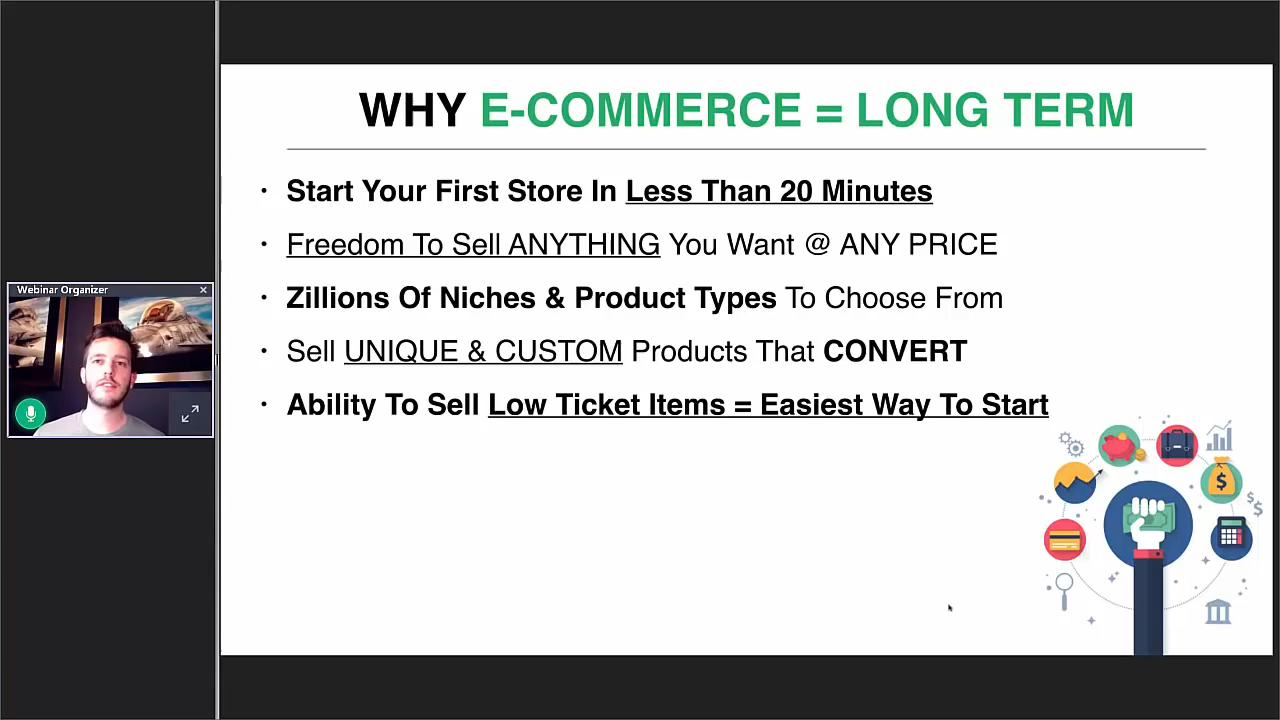 WHY E-COMMERCE = LONG TERM
• Start Your First Store In Less Than 20 Minutes
• Freedom To Sell ANYTHING You Want @ ANY PRICE
• Zillions Of Niches & Product Types To Choose From
• Sell UNIQUE & CUSTOM Products That CONVERT
• Ability To Sell Low Ticket Items = Easiest Way To Start
Webinar Organizer